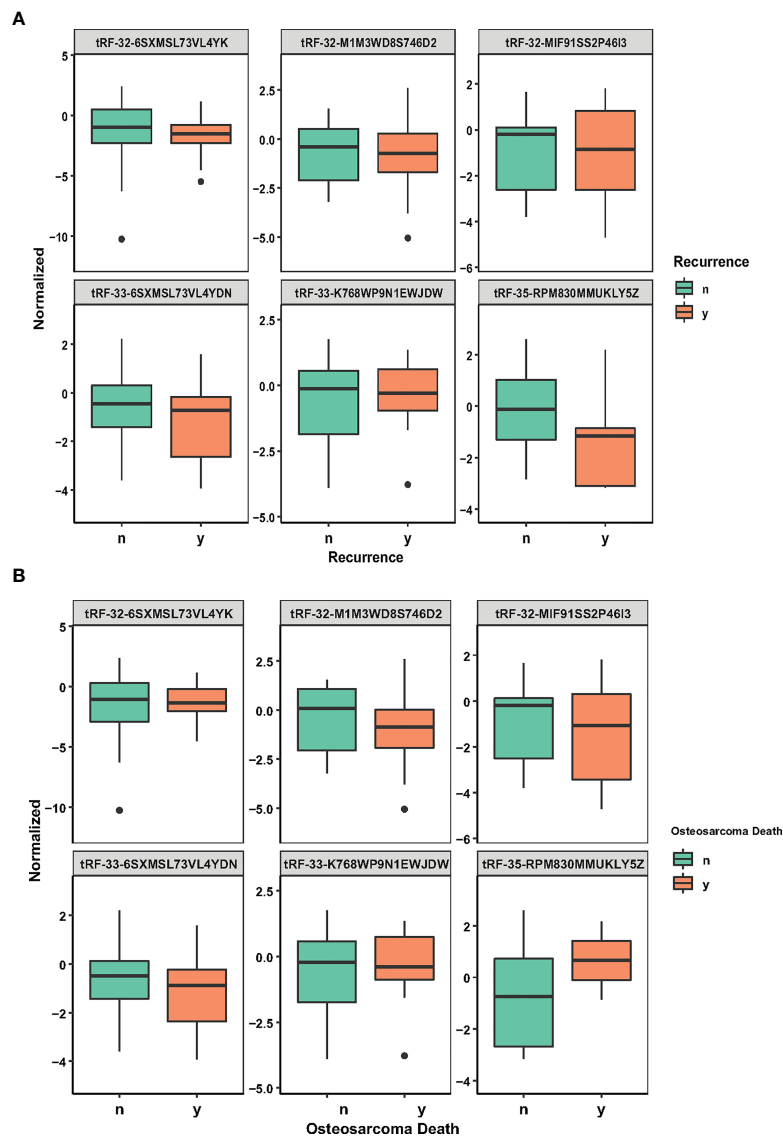 A
tRF-32-6SXMSL73VL4YK tRF-32-M1M3WD8S746D2 tRF-32-MIF91SS2P46I3
5
0
−5
−10
2.5
0.0
−2.5
−5.0
2
0
−2
−4
−6
Normalized
tRF-33-6SXMSL73VL4YDN tRF-33-K768WP9N1EWJDW tRF-35-RPM830MMUKLY5Z
2
0
−2
−4
2.5
0.0
−2.5
−5.0
2
0
−2
−4
n y n y n y
Recurrence
Recurrence
n
y
B
tRF-32-6SXMSL73VL4YK tRF-32-M1M3WD8S746D2 tRF-32-MIF91SS2P46I3
5
0
−5
−10
2.5
0.0
−2.5
−5.0
2
0
−2
−4
−6
Normalized
tRF-33-6SXMSL73VL4YDN tRF-33-K768WP9N1EWJDW tRF-35-RPM830MMUKLY5Z
2
0
−2
−4
2.5
0.0
−2.5
−5.0
2
0
−2
−4
n y n y n y
Osteosarcoma Death
Osteosarcoma Death
n
y